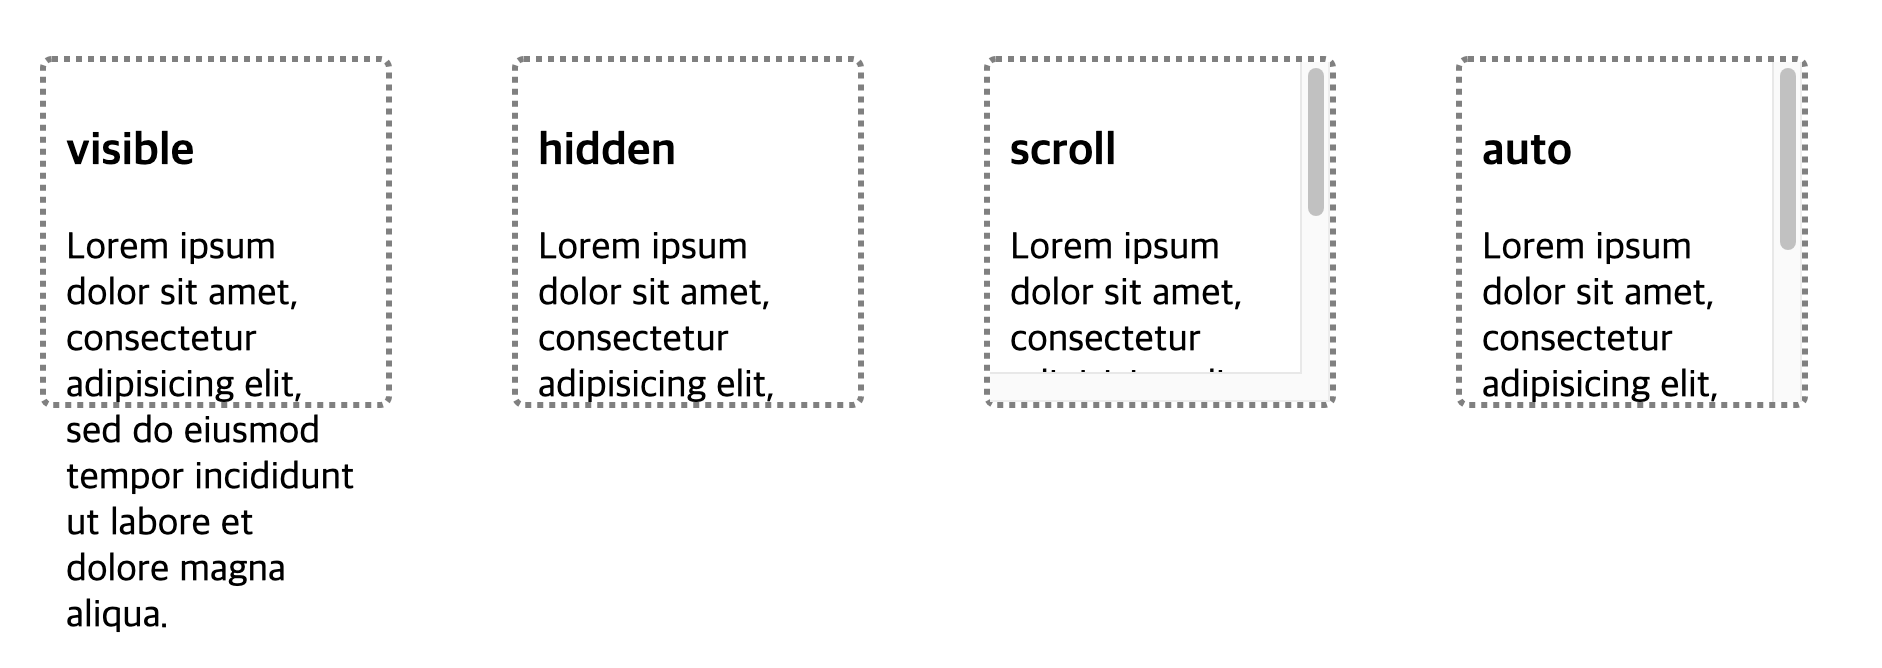 visible
Lorem ipsum
dolor sit amet,
consectetur
adipisicing elit,
sed do eiusmod
tempor incididunt
ut labore et
dolore magna
aliqua.
hidden
Lorem ipsum
dolor sit amet,
consectetur
adipisicing elit,
scroll
Lorem ipsum
dolor sit amet,
consectetur
auto
Lorem ipsum
dolor sit amet,
consectetur
adipisicing elit,